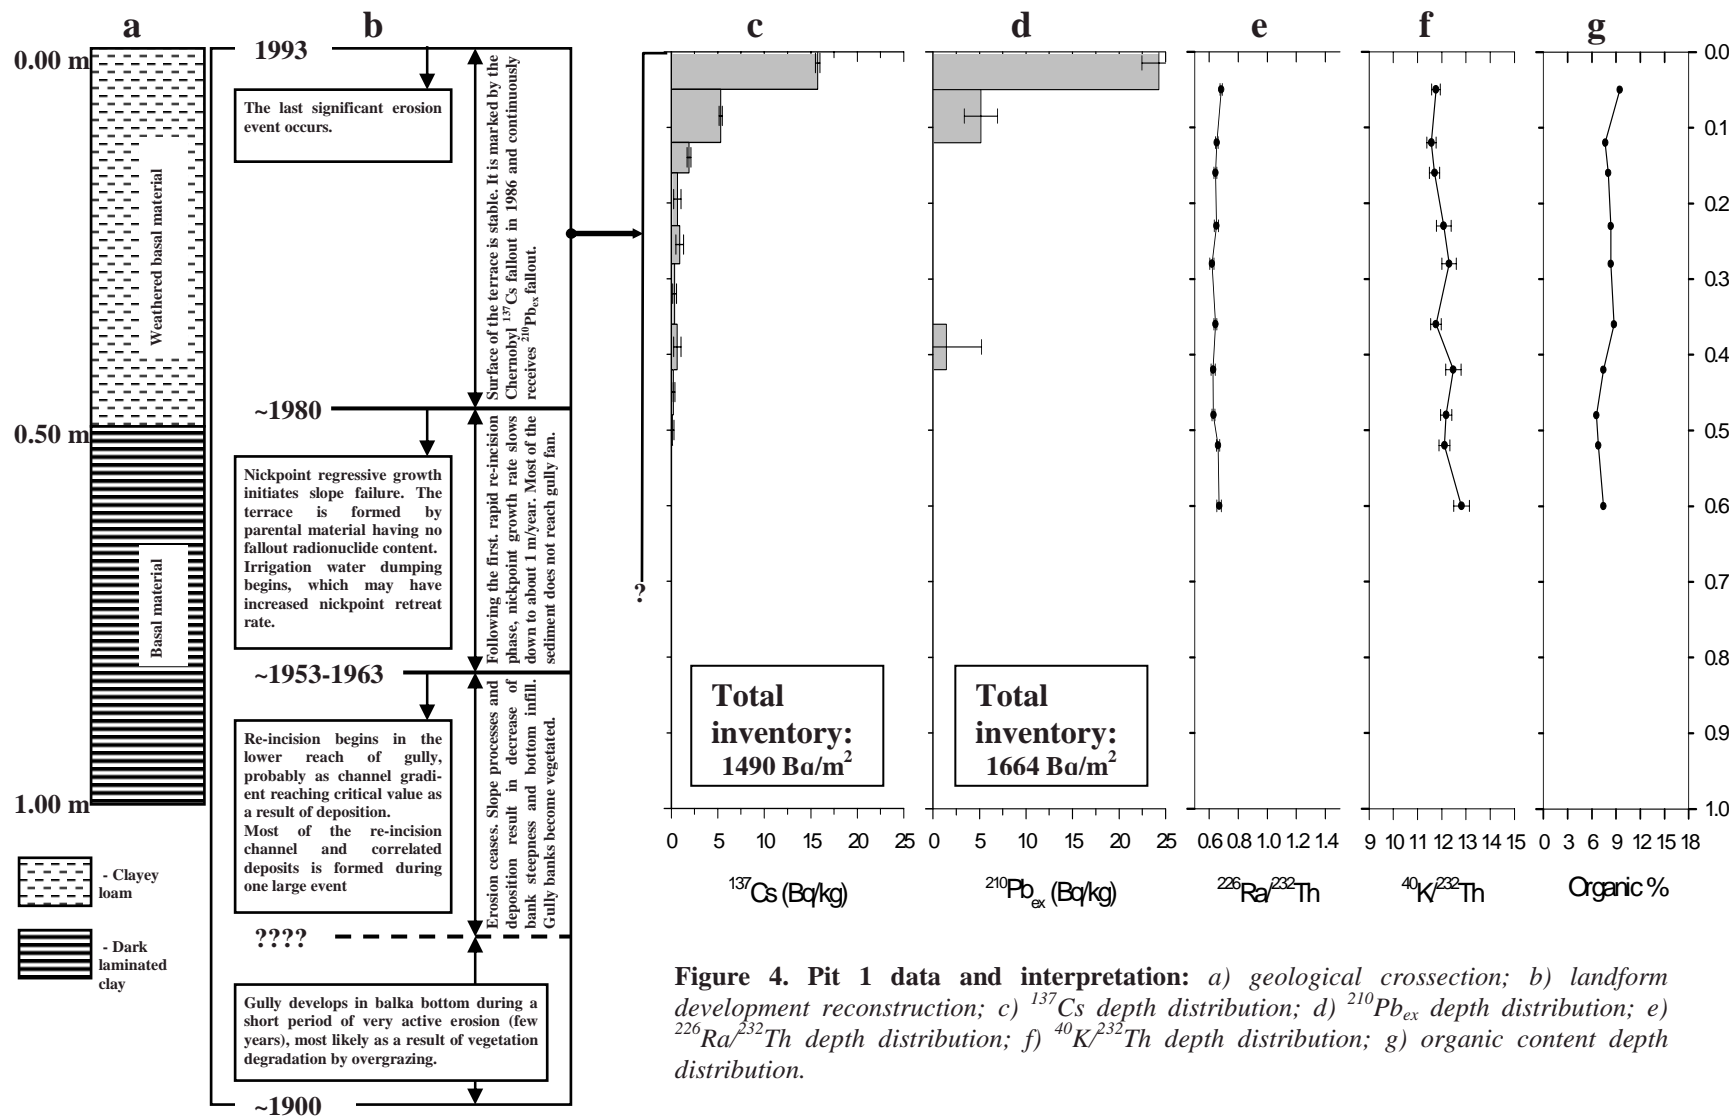 a
b
c
d
e
f
g
0.00 m
0.50 m
1.00 m
Weathered basal material
Basal material
- Clayey
loam
- Dark
laminated
clay
1993
The last significant erosion
event occurs.
~1980
Nickpoint regressive growth
initiates slope failure. The
terrace is formed by
parental material having no
fallout radionuclide content.
Irrigation water dumping
begins, which may have
increased nickpoint retreat
rate.
~1953-1963
Re-incision begins in the
lower reach of gully,
probably as channel gradi-
ent reaching critical value as
a result of deposition.
Most of the re-incision
channel and correlated
deposits is formed during
one large event
????
Gully develops in balka bottom during a
short period of very active erosion (few
years), most likely as a result of vegetation
degradation by overgrazing.
~1900
Surface of the terrace is stable. It is marked by the
Chernobyl ¹³⁷Cs fallout in 1986 and continuously
receives ²¹⁰Pbex fallout.
Following the first. rapid re-incision
phase, nickpoint growth rate slows
down to about 1 m/year. Most of the
sediment does not reach gully fan.
Erosion ceases. Slope processes and
deposition result in decrease of
bank steepness and bottom infill.
Gully banks become vegetated.
?
Total
inventory:
1490 Bq/m²
0 5 10 15 20 25
¹³⁷Cs (Bq/kg)
Total
inventory:
1664 Bq/m²
0 5 10 15 20 25
²¹⁰Pbex (Bq/kg)
0.6 0.8 1.0 1.2 1.4
²²⁶Ra/²³²Th
9 10 11 12 13 14 15
⁴⁰K/²³²Th
0 3 6 9 12 15 18
Organic %
0.0
0.1
0.2
0.3
0.4
0.5
0.6
0.7
0.8
0.9
1.0
Figure 4. Pit 1 data and interpretation: a) geological crossection; b) landform
development reconstruction; c) ¹³⁷Cs depth distribution; d) ²¹⁰Pbex depth distribution; e)
²²⁶Ra/²³²Th depth distribution; f) ⁴⁰K/²³²Th depth distribution; g) organic content depth
distribution.